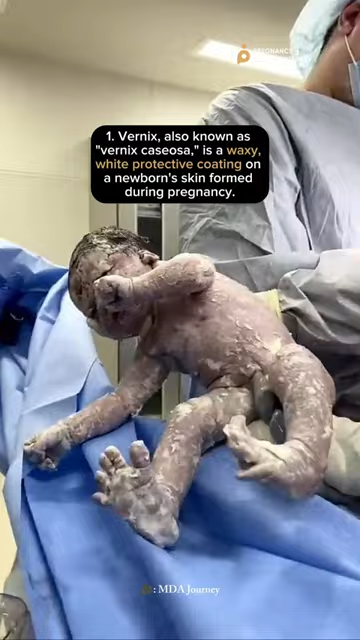 PREGNANCY
1. Vernix, also known as
"vernix caseosa," is a waxy,
white protective coating on
a newborn's skin formed
during pregnancy.
: MDA Journey